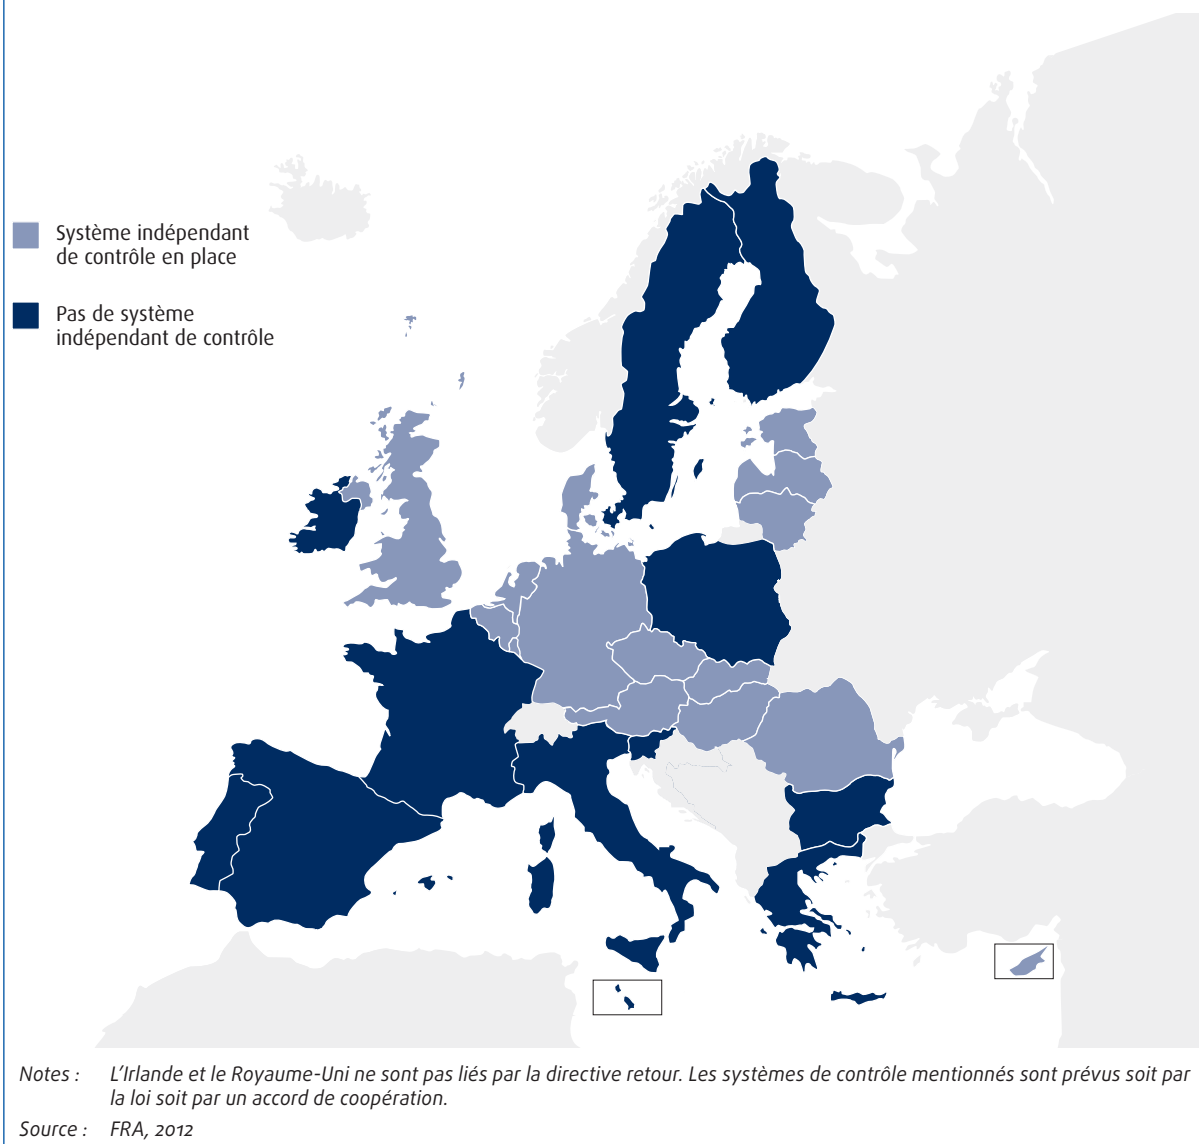 Système indépendant
de contrôle en place
Pas de système
indépendant de contrôle
Notes : L'Irlande et le Royaume-Uni ne sont pas liés par la directive retour. Les systèmes de contrôle mentionnés sont prévus soit par
la loi soit par un accord de coopération.
Source : FRA, 2012